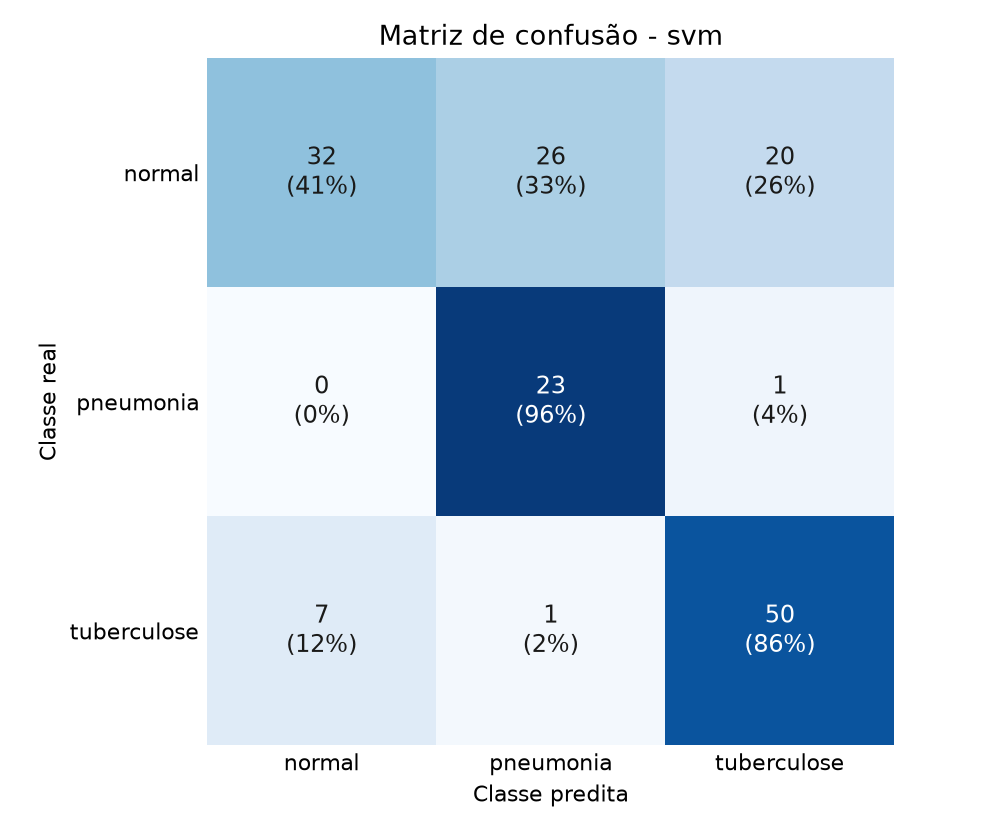 Matriz de confusão - svm
Classe real
normal
32
(41%)
26
(33%)
20
(26%)
pneumonia
0
(0%)
23
(96%)
1
(4%)
tuberculose
7
(12%)
1
(2%)
50
(86%)
normal
pneumonia
tuberculose
Classe predita